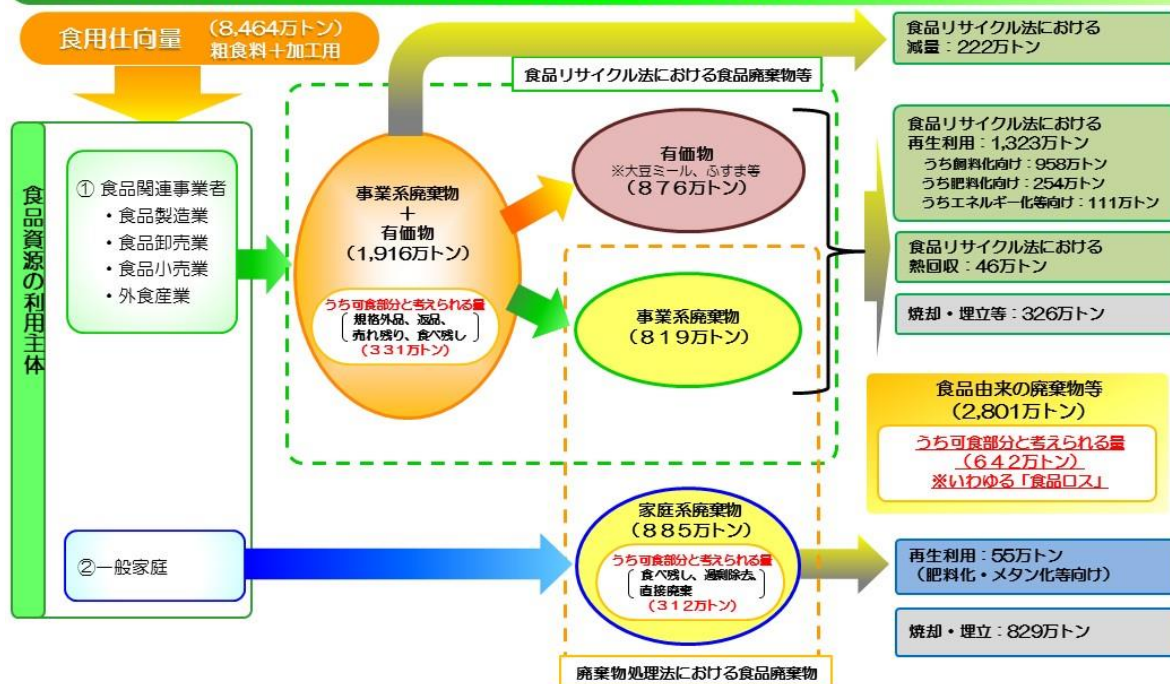 食用仕向量
(8,464万トン)
粗食料+加工用
食品資源の利用主体
① 食品関連事業者
・食品製造業
・食品卸売業
・食品小売業
・外食産業
②一般家庭
食品リサイクル法における食品廃棄物等
事業系廃棄物
+
有価物
(1,916万トン)
うち可食部分と考えられる量
規格外品、返品、
売れ残り、食べ残し
(331万トン)
有価物
※大豆ミール、ふすま等
(876万トン)
事業系廃棄物
(819万トン)
家庭系廃棄物
(885万トン)
うち可食部分と考えられる量
食べ残し、過剰除去、
直接廃棄
(312万トン)
廃棄物処理法における食品廃棄物
食品リサイクル法における
減量:222万トン
食品リサイクル法における
再生利用:1,323万トン
うち飼料化向け:958万トン
うち肥料化向け:254万トン
うちエネルギー化等向け:111万トン
食品リサイクル法における
熱回収:46万トン
焼却・埋立等:326万トン
食品由来の廃棄物等
(2,801万トン)
うち可食部分と考えられる量
(642万トン)
※いわゆる「食品ロス」
再生利用:55万トン
(肥料化・メタン化等向け)
焼却・埋立:829万トン